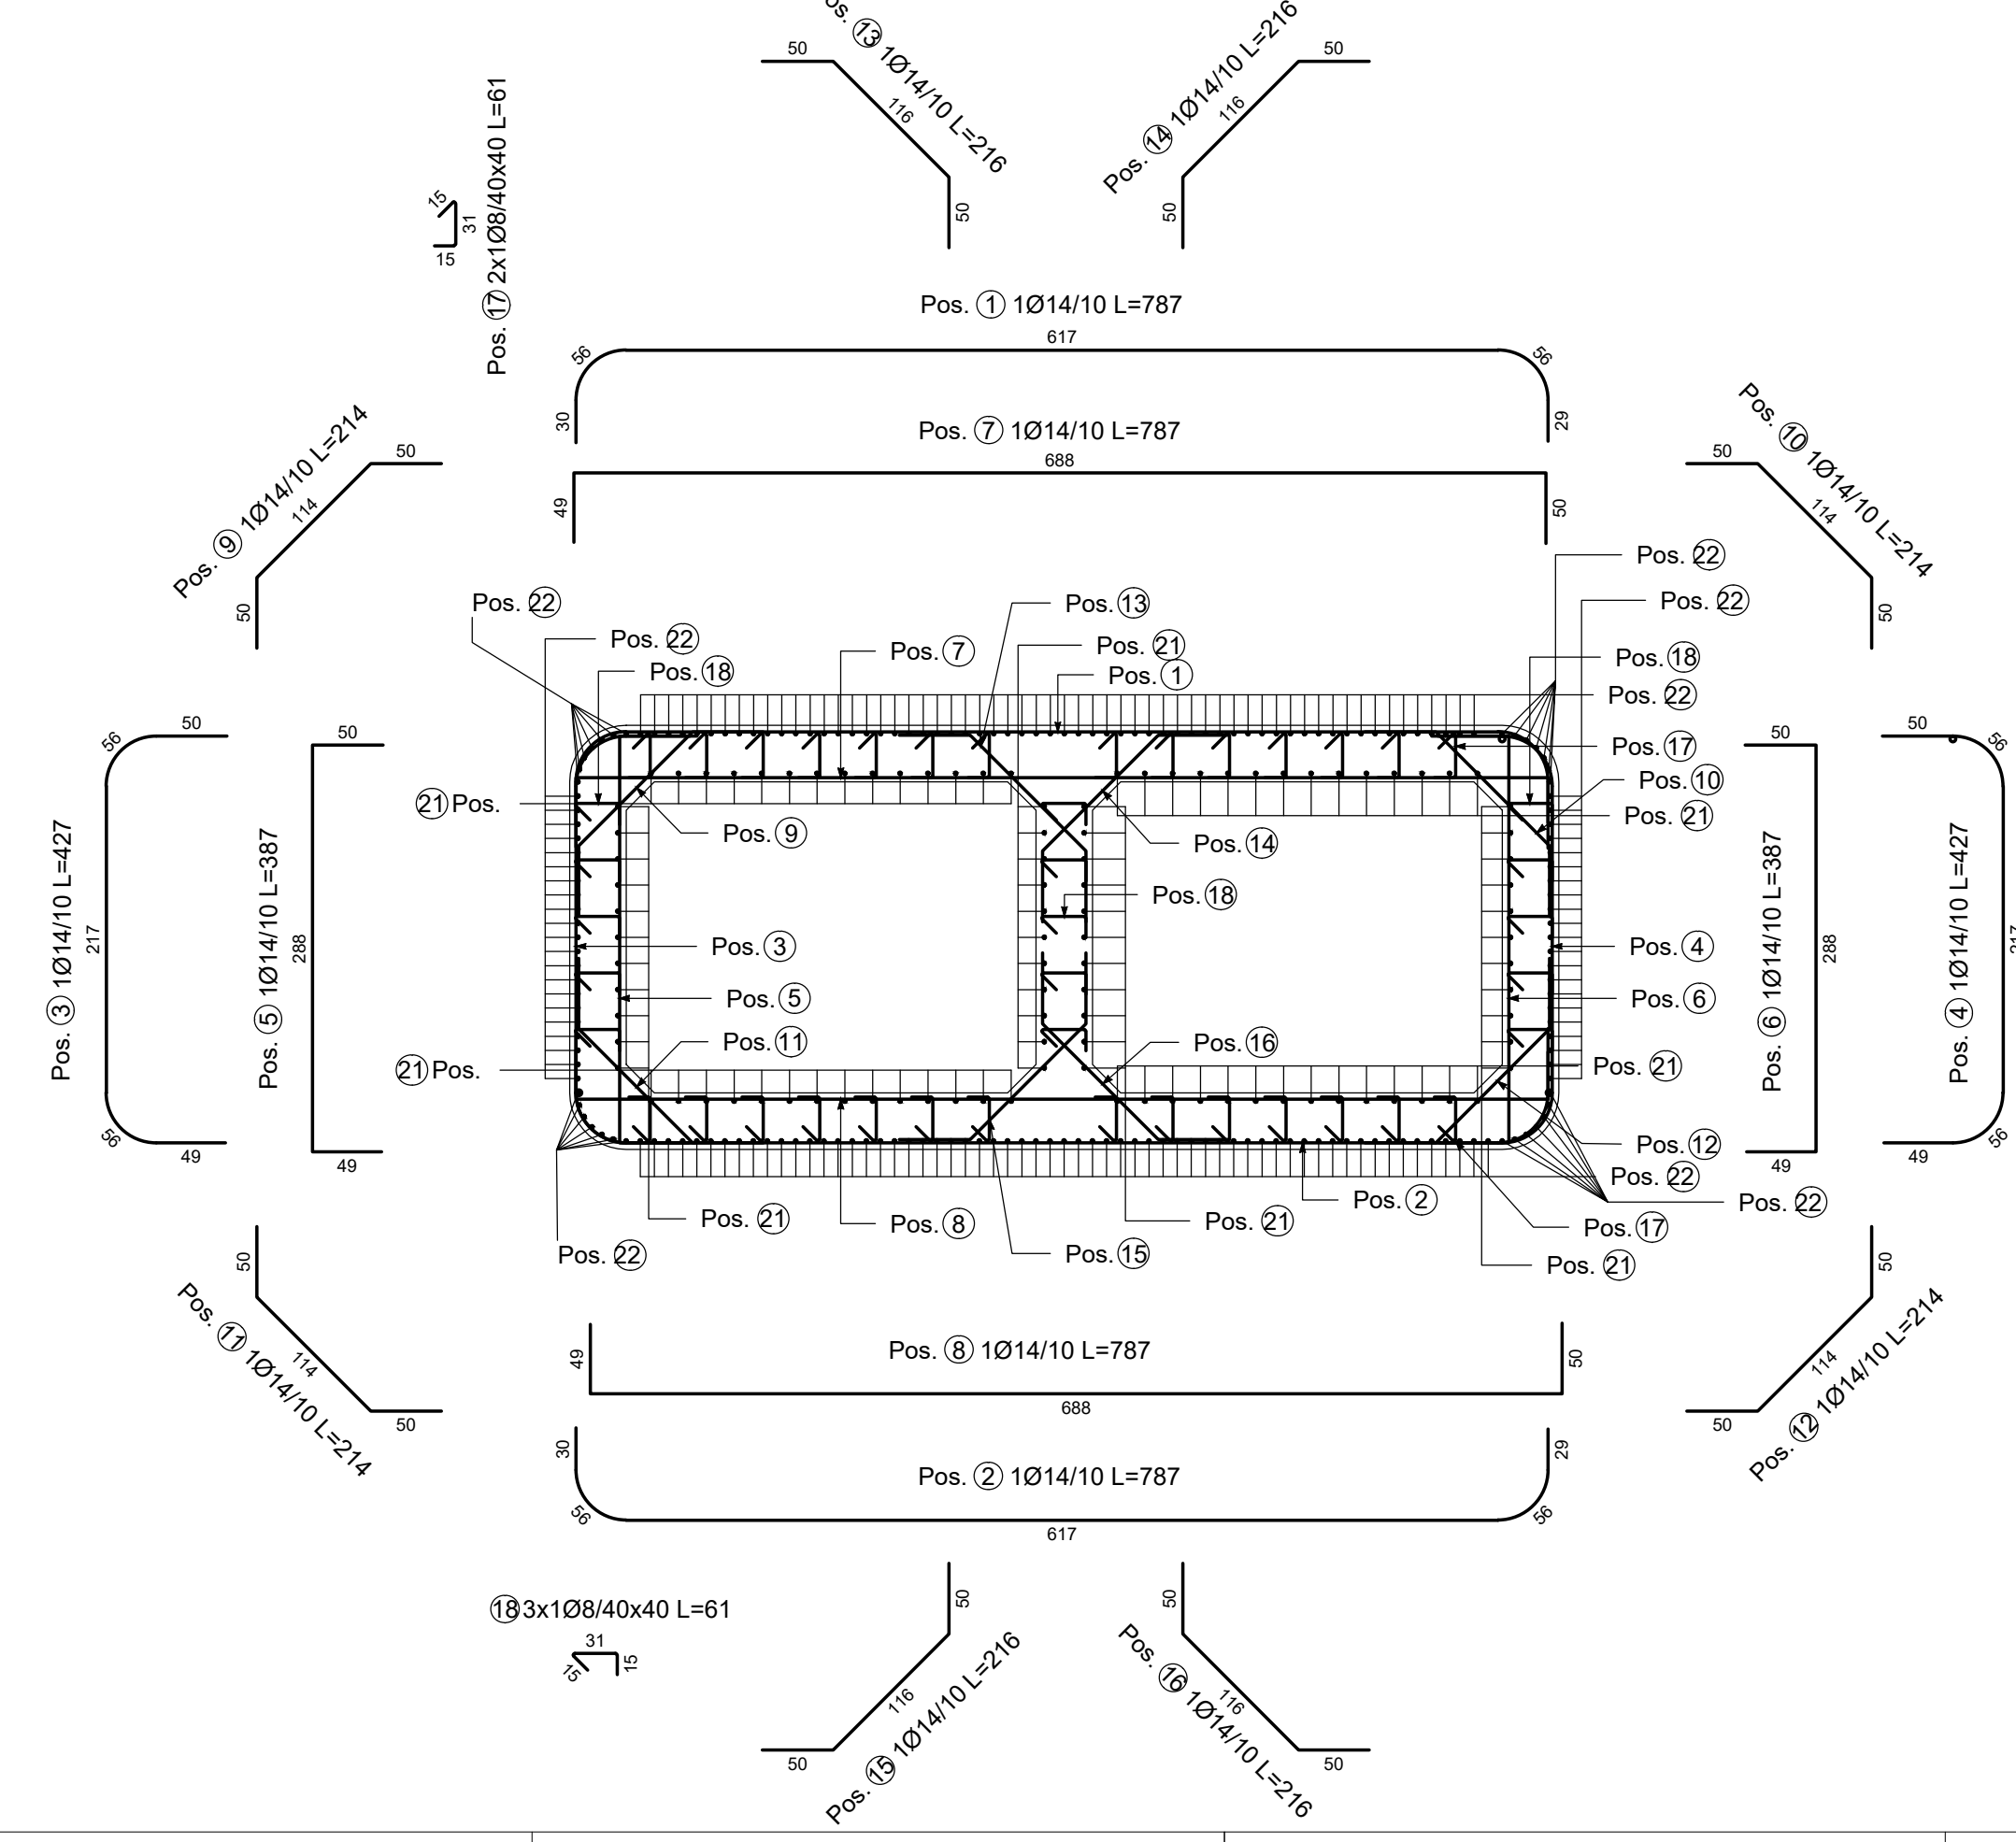 Pos. 13 1Ø14/10 L=216
50
116
50
Pos. 14 1Ø14/10 L=216
50
116
50
Pos. 17 2x1Ø8/40x40 L=61
15
31
15
Pos. 1 1Ø14/10 L=787
617
56
56
30
29
Pos. 7 1Ø14/10 L=787
688
49
50
Pos. 9 1Ø14/10 L=214
50
114
50
Pos. 10 1Ø14/10 L=214
50
114
50
Pos. 22
Pos. 22
Pos. 18
Pos. 7
Pos. 13
Pos. 21
Pos. 1
Pos. 22
Pos. 22
Pos. 18
Pos. 22
Pos. 17
Pos. 10
Pos. 21
21 Pos.
Pos. 9
Pos. 14
Pos. 18
Pos. 3
Pos. 4
Pos. 5
Pos. 6
Pos. 11
Pos. 16
21 Pos.
Pos. 21
Pos. 12
Pos. 22
Pos. 22
Pos. 2
Pos. 21
Pos. 8
Pos. 21
Pos. 17
Pos. 22
Pos. 15
Pos. 21
Pos. 3 1Ø14/10 L=427
50
56
217
56
49
Pos. 5 1Ø14/10 L=387
50
288
49
Pos. 6 1Ø14/10 L=387
50
288
49
Pos. 4 1Ø14/10 L=427
50
56
217
56
49
Pos. 11 1Ø14/10 L=214
50
114
50
Pos. 12 1Ø14/10 L=214
50
114
50
Pos. 8 1Ø14/10 L=787
49
50
688
Pos. 2 1Ø14/10 L=787
30
29
56
56
617
18 3x1Ø8/40x40 L=61
31
15
15
Pos. 15 1Ø14/10 L=216
50
116
50
Pos. 16 1Ø14/10 L=216
50
116
50